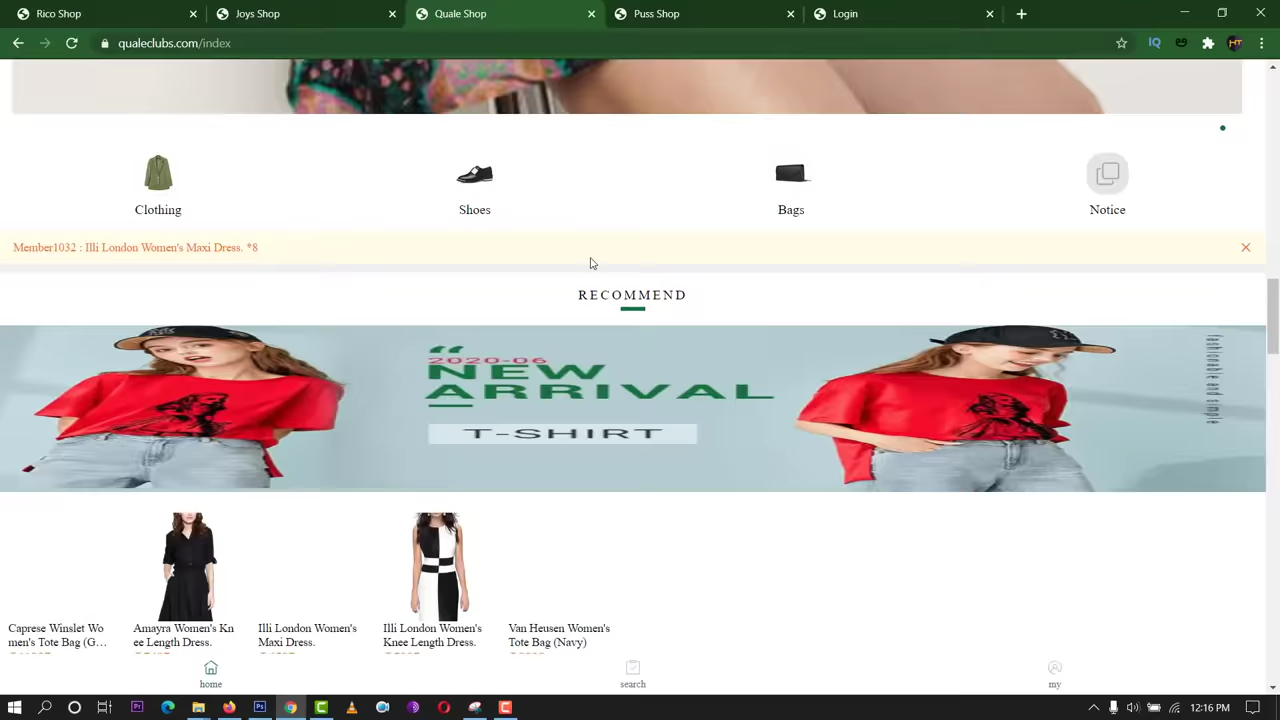 Rico Shop
Joys Shop
Quale Shop
Puss Shop
Login
qualeclubs.com/index
Clothing
Shoes
Bags
Notice
Member1032 : Illi London Women's Maxi Dress. *8
RECOMMEND
2020-06
NEW
ARRIVAL
T-SHIRT
Caprese Winslet Wo
men's Tote Bag (G...
Amayra Women's Kn
ee Length Dress.
Illi London Women's
Maxi Dress.
Illi London Women's
Knee Length Dress.
Van Heusen Women's
Tote Bag (Navy)
home
search
my
12:16 PM